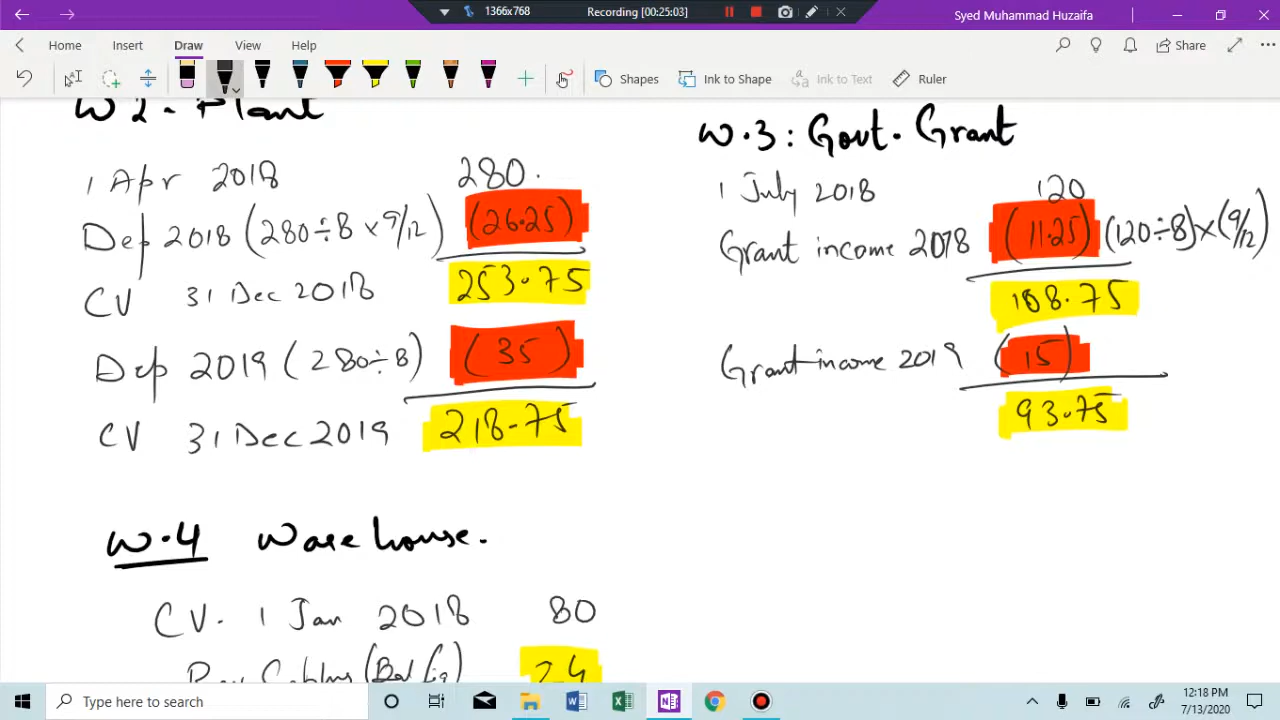 1366x768 Recording [00:25:03] Syed Muhammad Huzaifa
Home Insert Draw View Help Share
Shapes Ink to Shape Ink to Text Ruler
W 2 - Plant
1 Apr 2018 280.
Dep 2018 (280÷8 x 9/12) (26.25)
CV 31 Dec 2018 253.75
Dep 2019 (280÷8) (35)
CV 31 Dec 2019 218.75
W.3 : Govt. Grant
1 July 2018 120
Grant income 2018 (11.25) (120÷8)x(9/12)
108.75
Grant income 2019 (15)
93.75
W.4 Warehouse.
CV. 1 Jan 2018 80
(Bal fig) 24
Type here to search
12:18 PM
7/13/2020